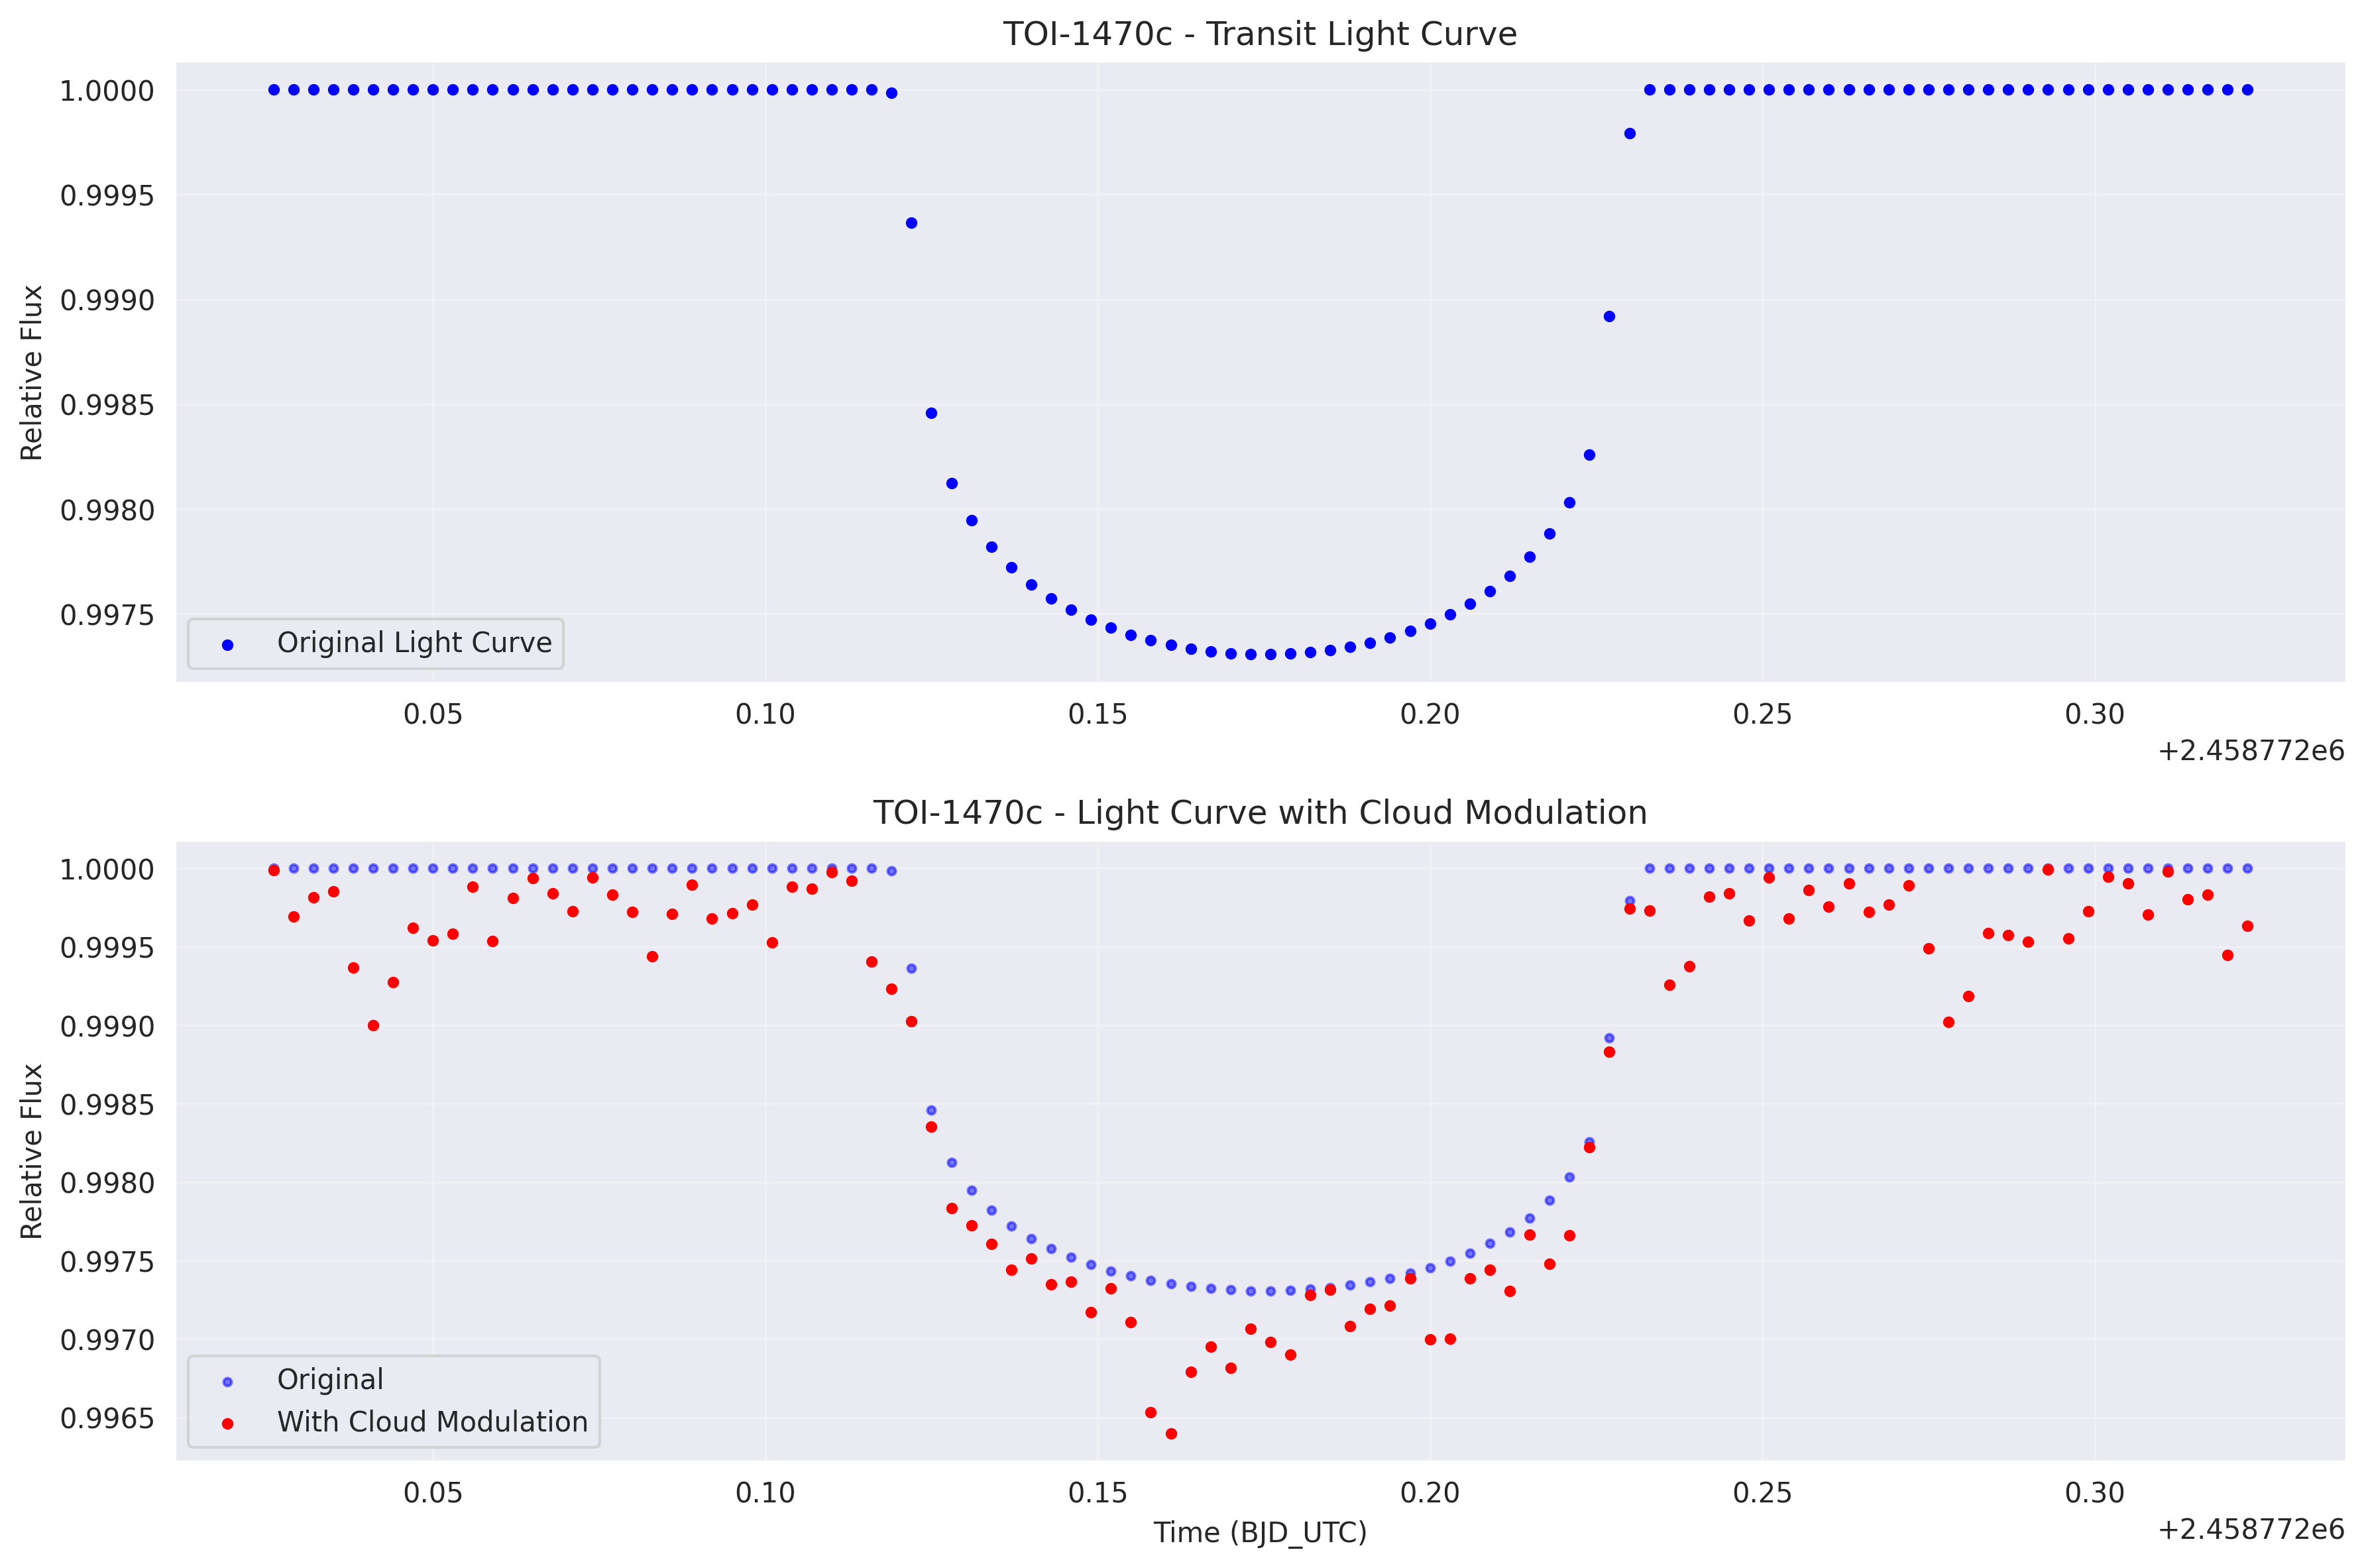 TOI-1470c - Transit Light Curve
Relative Flux
1.0000
0.9995
0.9990
0.9985
0.9980
0.9975
Original Light Curve
0.05 0.10 0.15 0.20 0.25 0.30
+2.458772e6
TOI-1470c - Light Curve with Cloud Modulation
Relative Flux
1.0000
0.9995
0.9990
0.9985
0.9980
0.9975
0.9970
0.9965
Original
With Cloud Modulation
0.05 0.10 0.15 0.20 0.25 0.30
Time (BJD_UTC)
+2.458772e6